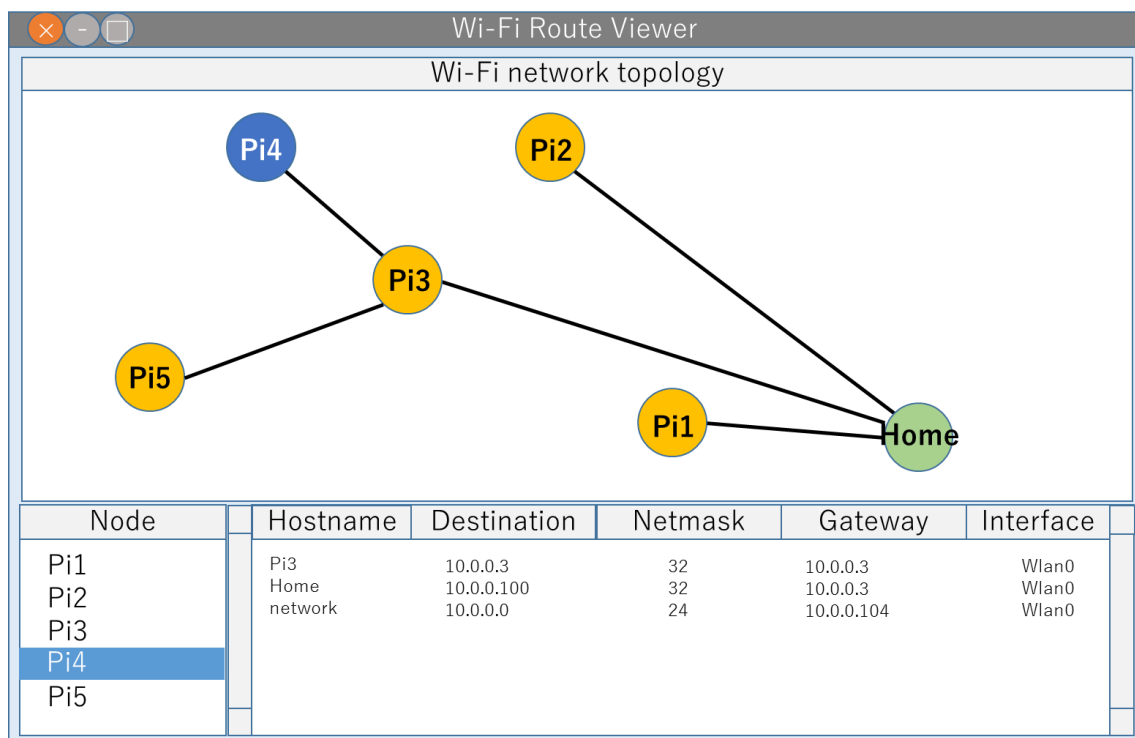 Wi-Fi Route Viewer
Wi-Fi network topology
Pi4
Pi2
Pi3
Pi5
Pi1
Home
Node
Pi1
Pi2
Pi3
Pi4
Pi5
Hostname Destination Netmask Gateway Interface
Pi3 10.0.0.3 32 10.0.0.3 Wlan0
Home 10.0.0.100 32 10.0.0.3 Wlan0
network 10.0.0.0 24 10.0.0.104 Wlan0